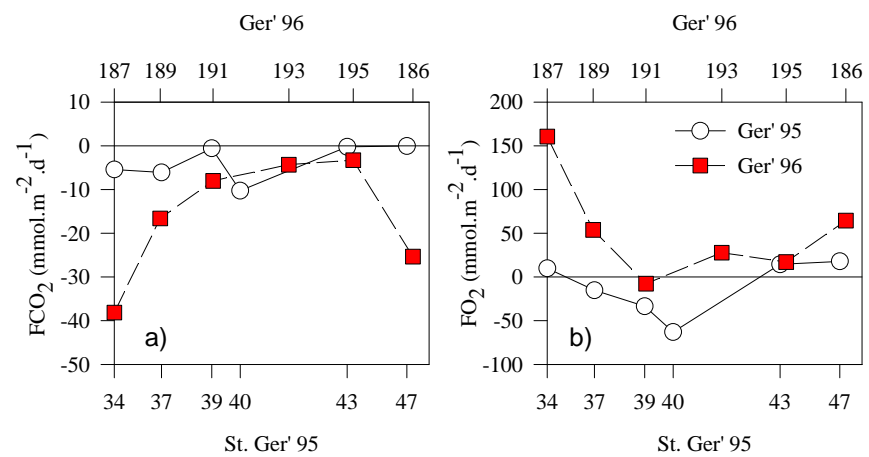 Ger' 96
187 189 191 193 195 186
10
0
-10
-20
-30
-40
-50
FCO2 (mmol.m-2.d-1)
a)
34 37 39 40 43 47
St. Ger' 95
Ger' 96
187 189 191 193 195 186
200
150
100
50
0
-50
-100
FO2 (mmol.m-2.d-1)
Ger' 95
Ger' 96
b)
34 37 39 40 43 47
St. Ger' 95